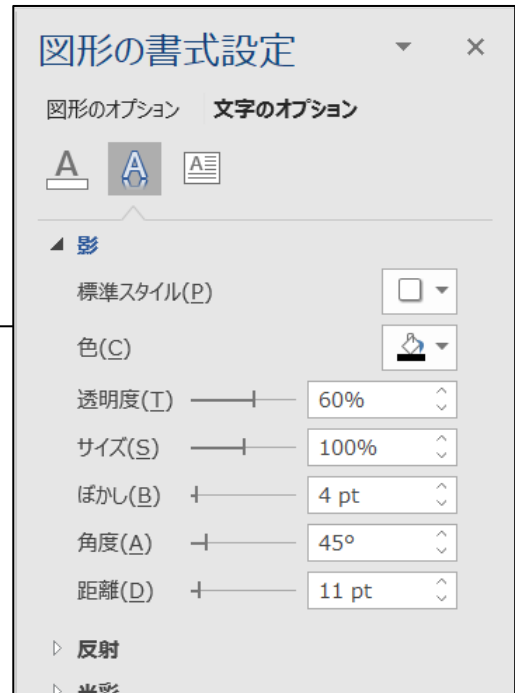 図形の書式設定
図形のオプション 文字のオプション
影
標準スタイル(P)
色(C)
透明度(T) 60%
サイズ(S) 100%
ぼかし(B) 4 pt
角度(A) 45°
距離(D) 11 pt
反射
光彩